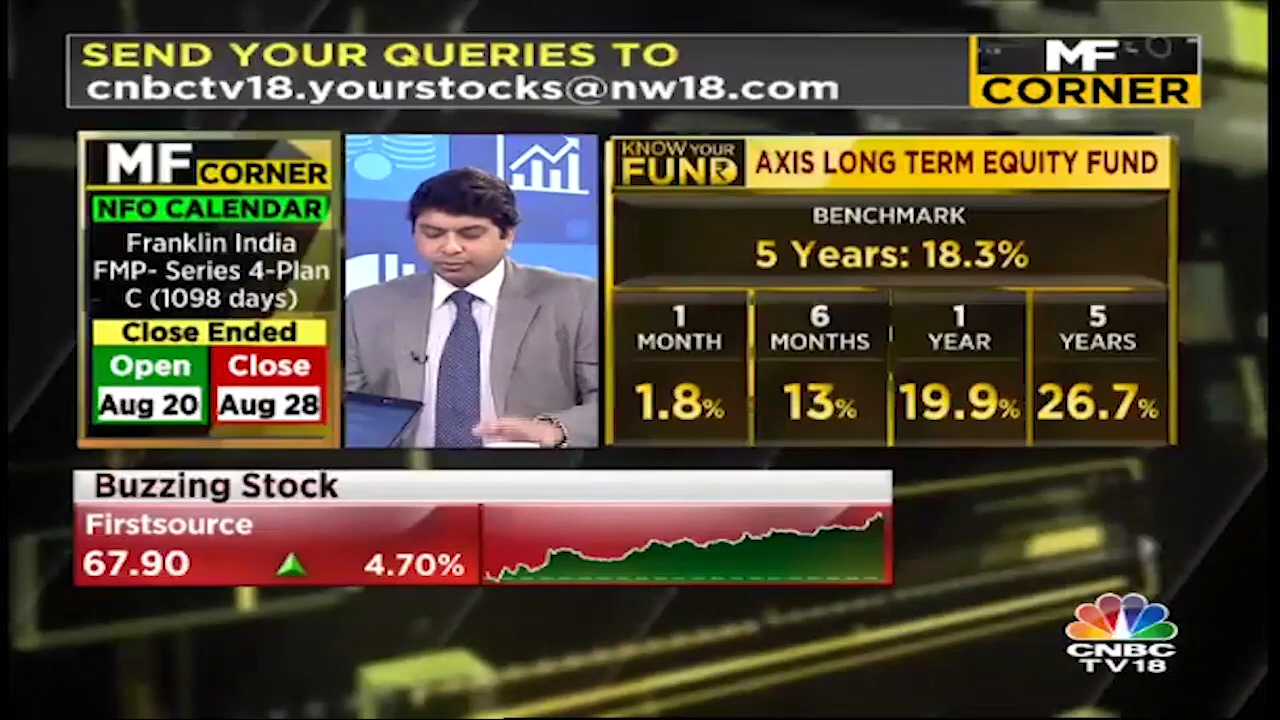 SEND YOUR QUERIES TO
cnbctv18.yourstocks@nw18.com
MF
CORNER
MF CORNER
NFO CALENDAR
Franklin India
FMP- Series 4-Plan
C (1098 days)
Close Ended
Open Close
Aug 20 Aug 28
KNOW YOUR
FUND
AXIS LONG TERM EQUITY FUND
BENCHMARK
5 Years: 18.3%
1 6 1 5
MONTH MONTHS YEAR YEARS
1.8% 13% 19.9% 26.7%
Buzzing Stock
Firstsource
67.90 4.70%
CNBC
TV18